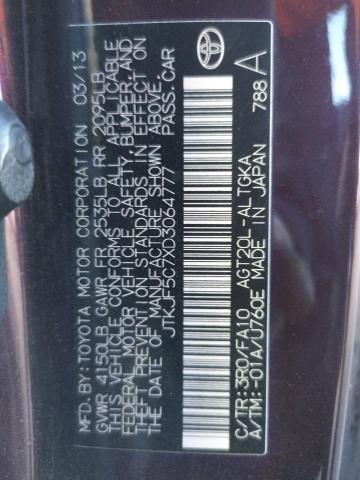 MFD.BY:TOYOTA MOTOR CORPORATION 03/13
GVWR 4150LB GAWR FR 2535LB RR 2095LB
THIS VEHICLE CONFORMS TO ALL APPLICABLE
FEDERAL MOTOR VEHICLE SAFETY, BUMPER, AND
THEFT PREVENTION STANDARDS IN EFFECT ON
THE DATE OF MANUFACTURE SHOWN ABOVE.
JTKJF5C7XD3064777 PASS.CAR
C/TR:3R0/FA10 AGT20L-ALTGKA
A/TM:-01A/J760E MADE IN JAPAN 788 A